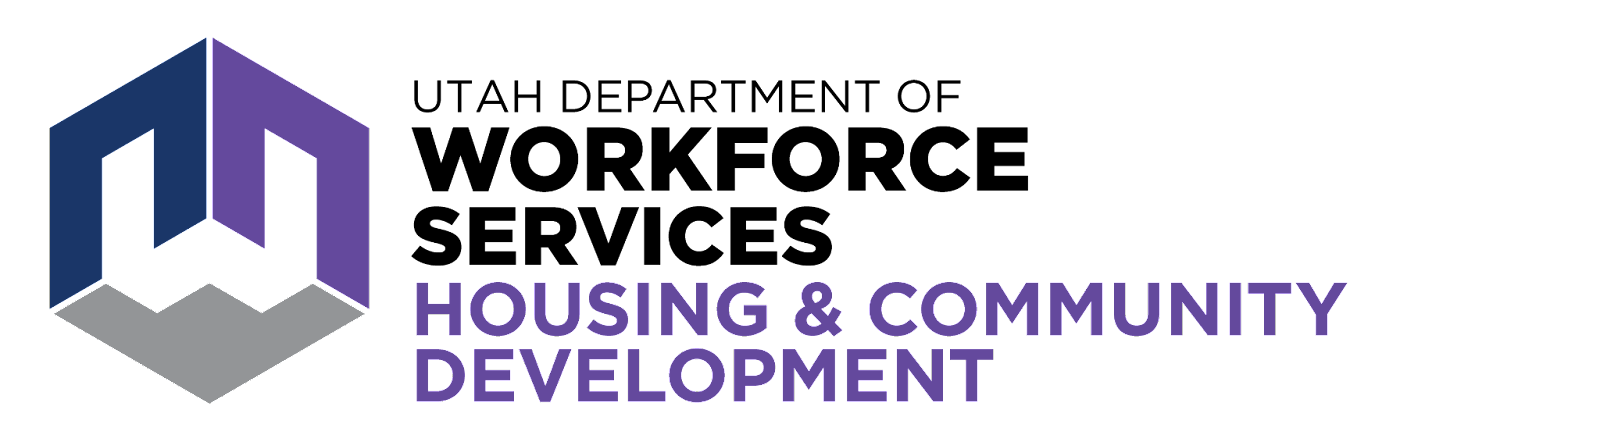 UTAH DEPARTMENT OF
WORKFORCE
SERVICES
HOUSING & COMMUNITY
DEVELOPMENT